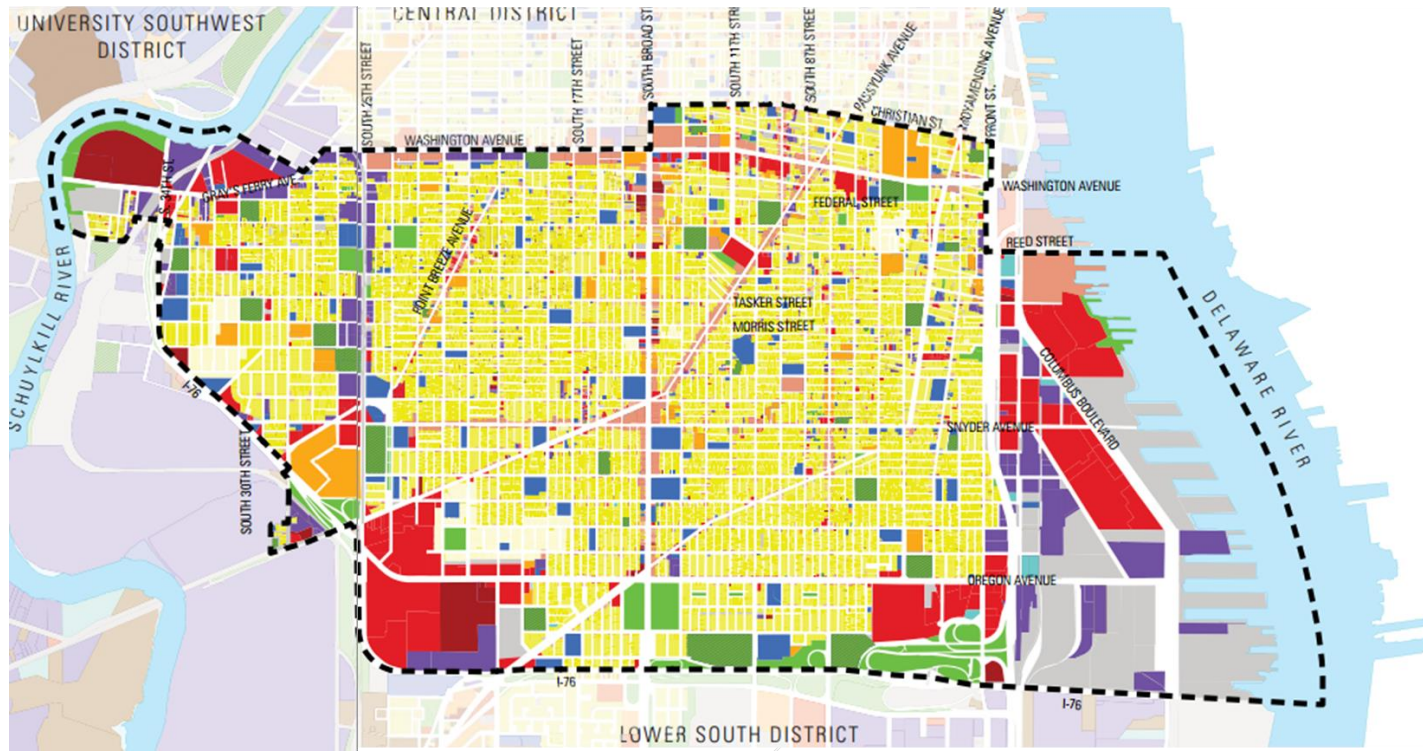 UNIVERSITY SOUTHWEST
DISTRICT
CENTRAL DISTRICT
SOUTH 25TH STREET
SOUTH 17TH STREET
SOUTH BROAD ST
SOUTH 11TH STREET
SOUTH 8TH STREET
PASSYUNK AVENUE
MOYAMENSING AVENUE
FRONT ST.
CHRISTIAN ST
WASHINGTON AVENUE
S. 34TH ST.
GRAY'S FERRY AVE
WASHINGTON AVENUE
FEDERAL STREET
POINT BREEZE AVENUE
REED STREET
SCHUYLKILL RIVER
TASKER STREET
MORRIS STREET
DELAWARE RIVER
COLUMBUS BOULEVARD
I-76
SNYDER AVENUE
SOUTH 30TH STREET
OREGON AVENUE
I-76
I-76
LOWER SOUTH DISTRICT